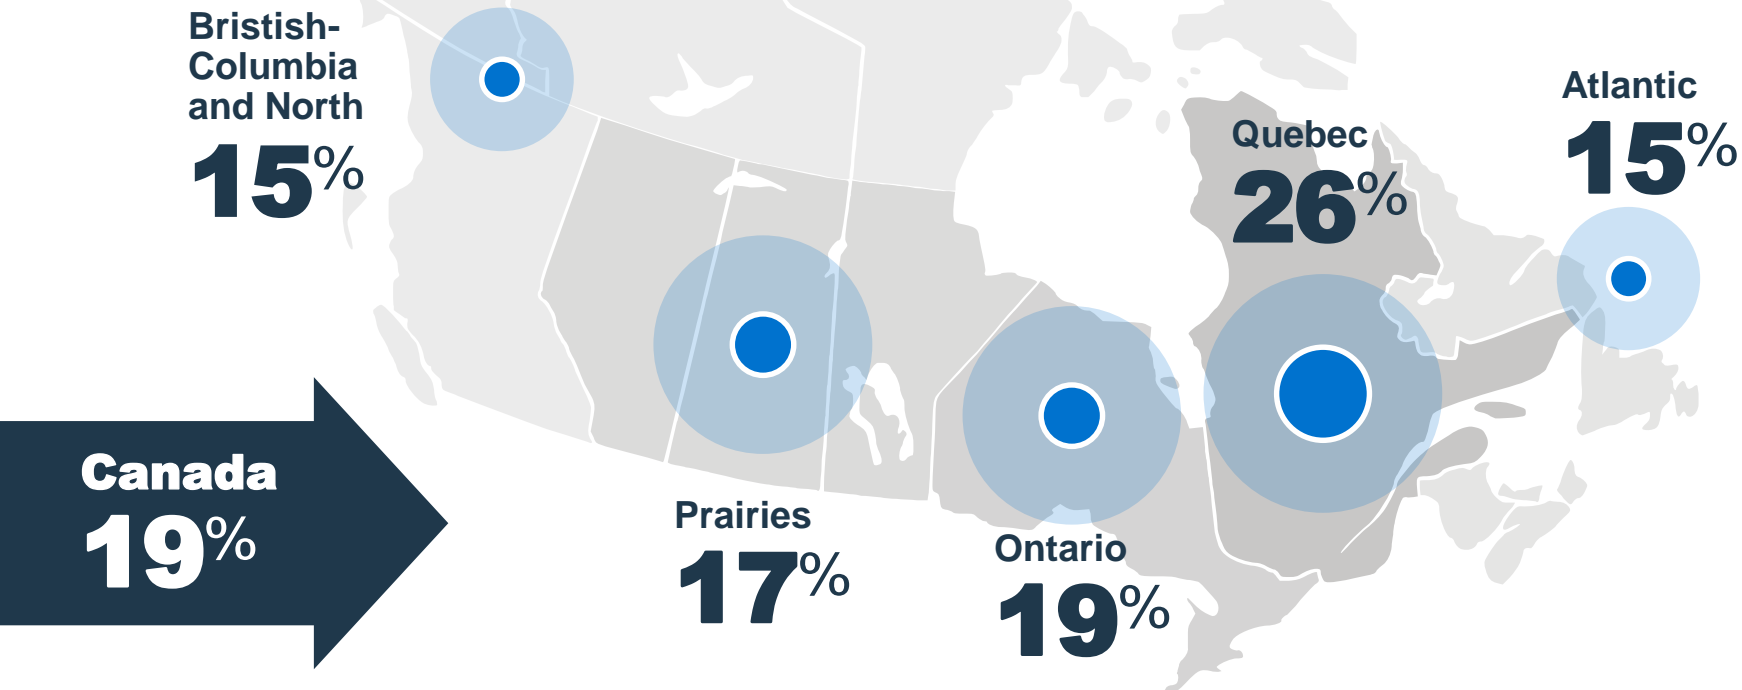 Bristish-
Columbia
and North
15%
Atlantic
15%
Quebec
26%
Canada
19%
Prairies
17%
Ontario
19%